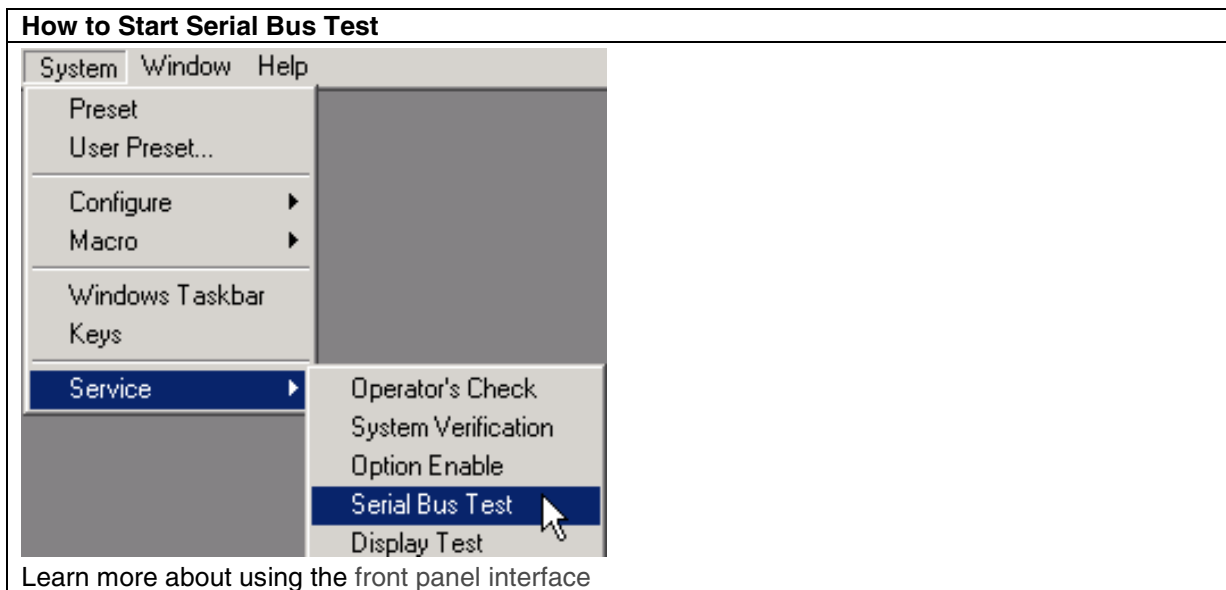 How to Start Serial Bus Test
System Window Help
Preset
User Preset...
Configure
Macro
Windows Taskbar
Keys
Service
Operator's Check
System Verification
Option Enable
Serial Bus Test
Display Test
Learn more about using the front panel interface